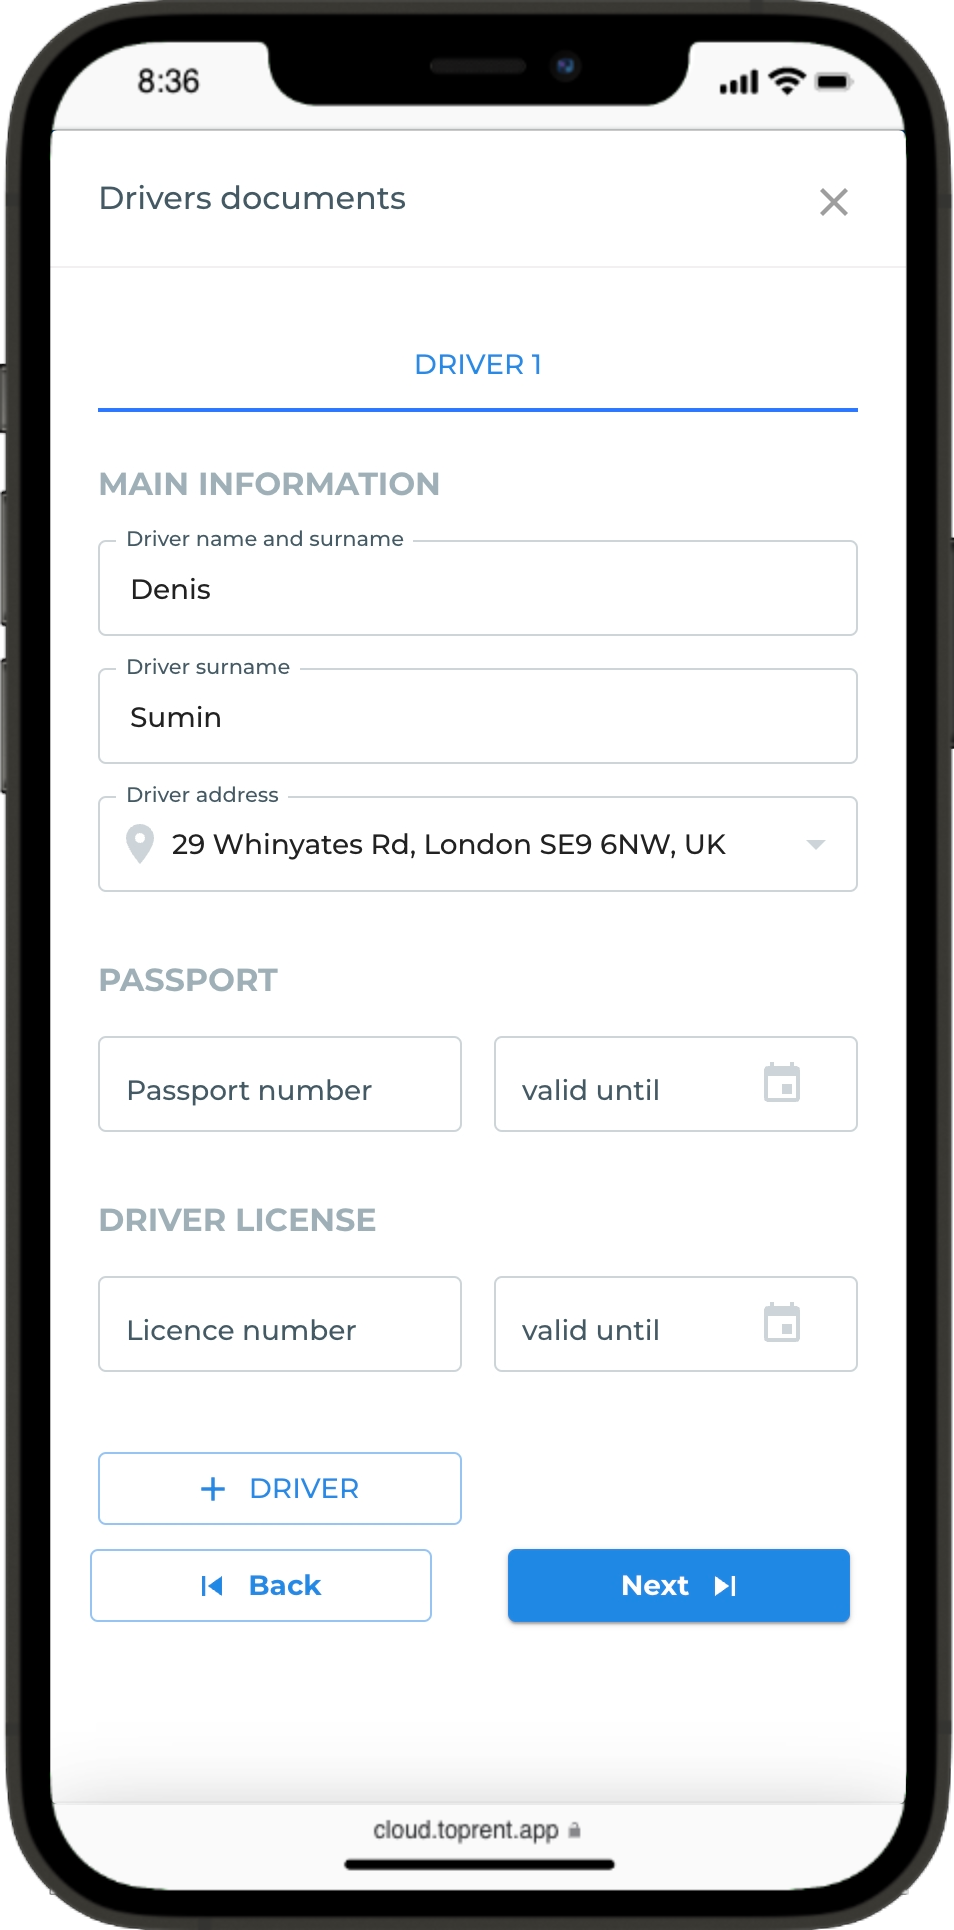 8:36
Drivers documents
DRIVER 1
MAIN INFORMATION
Driver name and surname
Denis
Driver surname
Sumin
Driver address
29 Whinyates Rd, London SE9 6NW, UK
PASSPORT
Passport number valid until
DRIVER LICENSE
Licence number valid until
+ DRIVER
Back Next
cloud.toprent.app